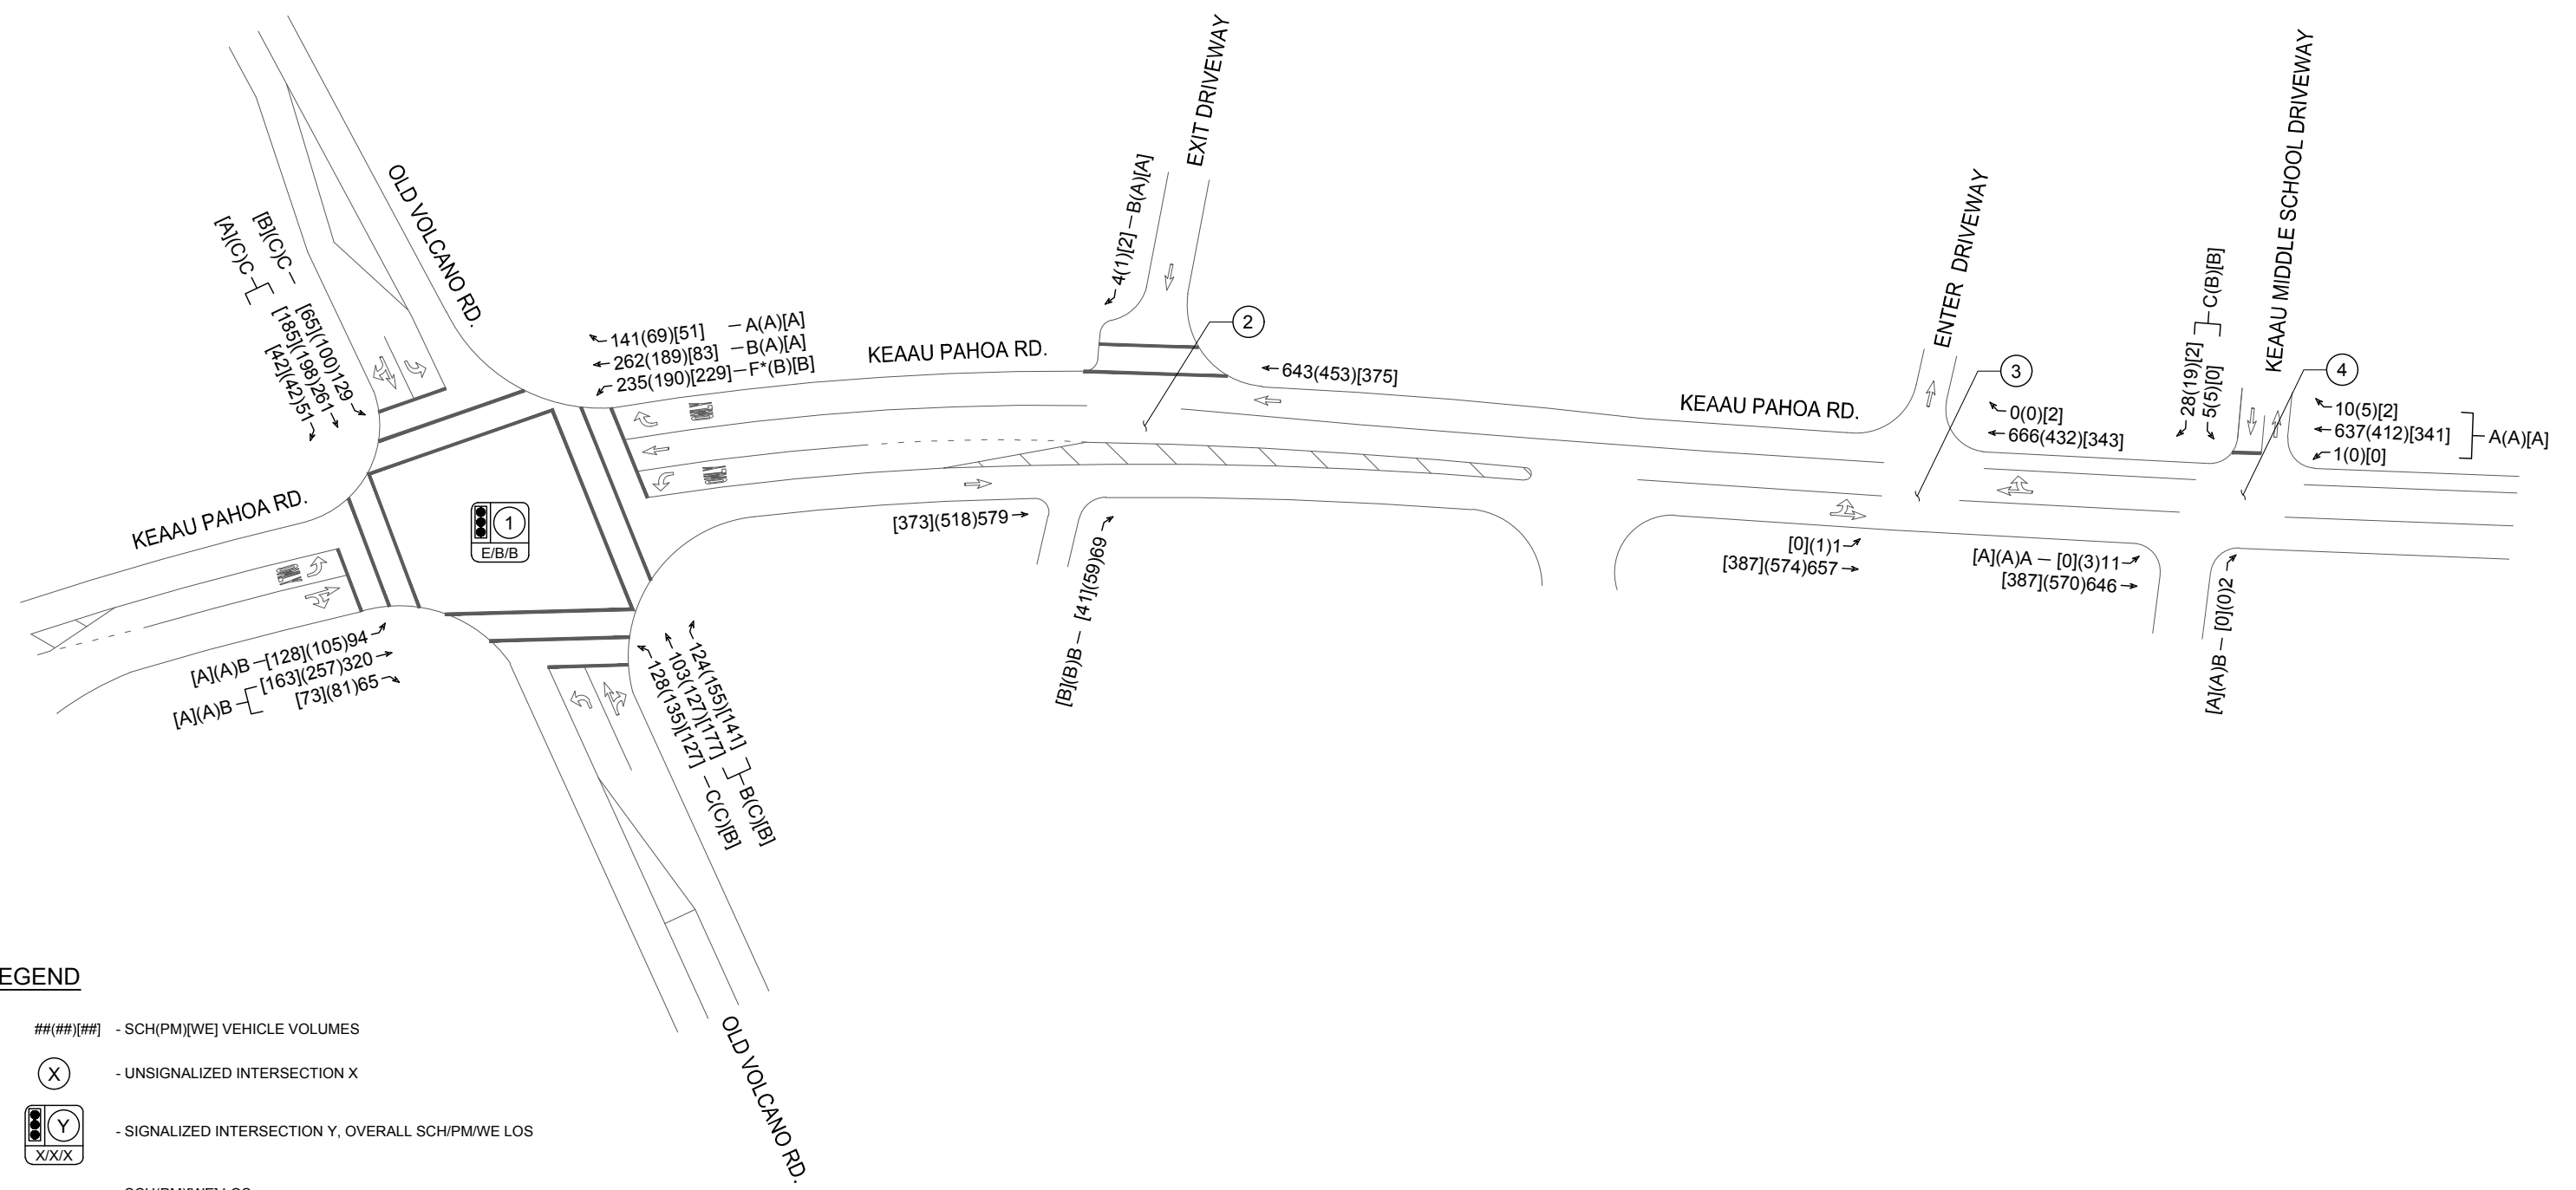 EXIT DRIVEWAY
KEAAU MIDDLE SCHOOL DRIVEWAY
ENTER DRIVEWAY
OLD VOLCANO RD.
[B](C)C
[A](C)C
[65](100)129
[185](198)261
[42](42)51
141(69)[51] A(A)[A]
262(189)[83] B(A)[A]
235(190)[229] F*(B)[B]
KEAAU PAHOA RD.
4(1)[2] B(A)[A]
2
643(453)[375]
KEAAU PAHOA RD.
3
0(0)[2]
666(432)[343]
28(19)[2] C(B)[B]
5(5)[0]
4
10(5)[2]
637(412)[341] A(A)[A]
1(0)[0]
KEAAU PAHOA RD.
1
E/B/B
[373](518)579
[B](B)B [41](59)69
[0](1)1
[387](574)657
[A](A)A [0](3)11
[387](570)646
[A](A)B [0](0)2
[A](A)B [128](105)94
[A](A)B [163](257)320
[73](81)65
124(155)[141]
103(127)[177] B(C)[B]
128(135)[127] C(C)[B]
OLD VOLCANO RD.
EGEND
##(##)[##] - SCH(PM)[WE] VEHICLE VOLUMES
X - UNSIGNALIZED INTERSECTION X
Y X/X/X - SIGNALIZED INTERSECTION Y, OVERALL SCH/PM/WE LOS